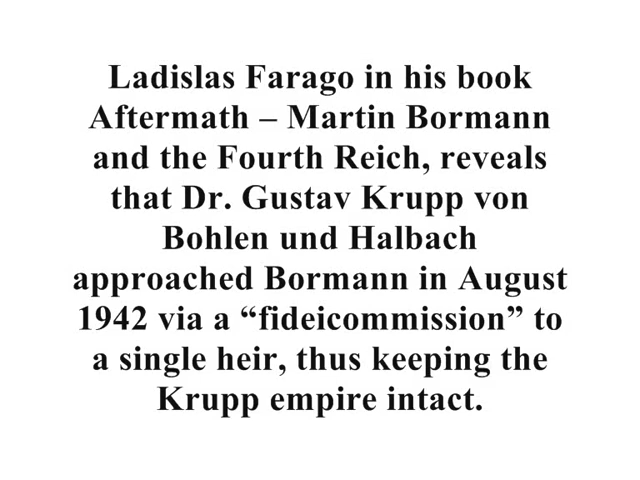 Ladislas Farago in his book
Aftermath – Martin Bormann
and the Fourth Reich, reveals
that Dr. Gustav Krupp von
Bohlen und Halbach
approached Bormann in August
1942 via a “fideicommission” to
a single heir, thus keeping the
Krupp empire intact.